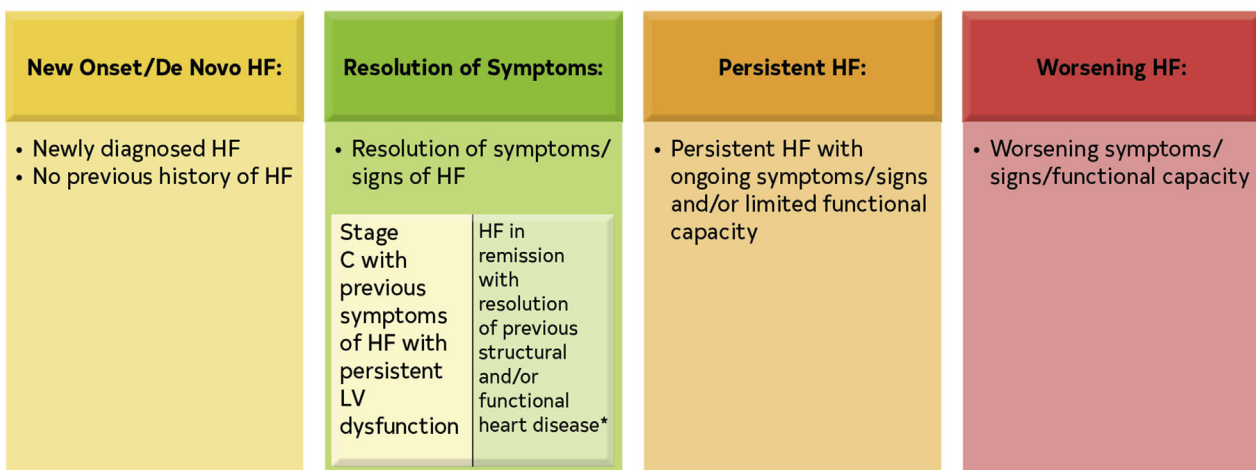 New Onset/De Novo HF:
• Newly diagnosed HF
• No previous history of HF
Resolution of Symptoms:
• Resolution of symptoms/
signs of HF
Stage
C with
previous
symptoms
of HF with
persistent
LV
dysfunction
HF in
remission
with
resolution
of previous
structural
and/or
functional
heart disease*
Persistent HF:
• Persistent HF with
ongoing symptoms/signs
and/or limited functional
capacity
Worsening HF:
• Worsening symptoms/
signs/functional capacity